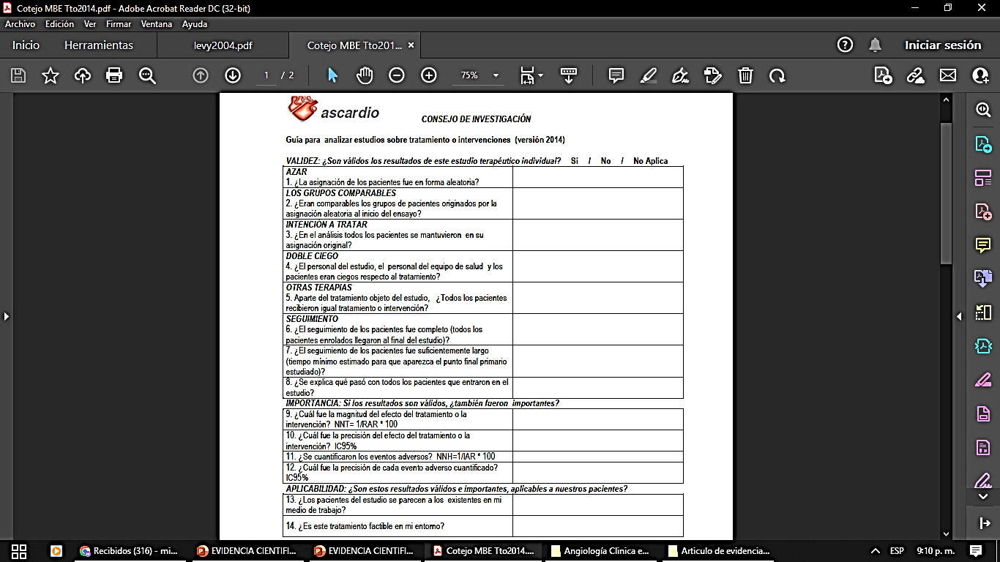 Cotejo MBE Tto2014.pdf - Adobe Acrobat Reader DC (32-bit)
Archivo Edición Ver Firmar Ventana Ayuda
Inicio Herramientas levy2004.pdf Cotejo MBE Tto201... ×
Iniciar sesión
1 / 2 75%
ascardio
CONSEJO DE INVESTIGACIÓN
Guía para analizar estudios sobre tratamiento o intervenciones (versión 2014)
VALIDEZ: ¿Son válidos los resultados de este estudio terapéutico individual? Si / No / No Aplica
AZAR
1. ¿La asignación de los pacientes fue en forma aleatoria?
LOS GRUPOS COMPARABLES
2. ¿Eran comparables los grupos de pacientes originados por la
asignación aleatoria al inicio del ensayo?
INTENCIÓN A TRATAR
3. ¿En el análisis todos los pacientes se mantuvieron en su
asignación original?
DOBLE CIEGO
4. ¿El personal del estudio, el personal del equipo de salud y los
pacientes eran ciegos respecto al tratamiento?
OTRAS TERAPIAS
5. Aparte del tratamiento objeto del estudio, ¿Todos los pacientes
recibieron igual tratamiento o intervención?
SEGUIMIENTO
6. ¿El seguimiento de los pacientes fue completo (todos los
pacientes enrolados llegaron al final del estudio)?
7. ¿El seguimiento de los pacientes fue suficientemente largo
(tiempo mínimo estimado para que aparezca el punto final primario
estudiado)?
8. ¿Se explica qué pasó con todos los pacientes que entraron en el
estudio?
IMPORTANCIA: Si los resultados son válidos, ¿también fueron importantes?
9. ¿Cuál fue la magnitud del efecto del tratamiento o la
intervención? NNT= 1/RAR * 100
10. ¿Cuál fue la precisión del efecto del tratamiento o la
intervención? IC95%
11. ¿Se cuantificaron los eventos adversos? NNH=1/IAR * 100
12. ¿Cuál fue la precisión de cada evento adverso cuantificado?
IC95%
APLICABILIDAD: ¿Son estos resultados válidos e importantes, aplicables a nuestros pacientes?
13. ¿Los pacientes del estudio se parecen a los existentes en mi
medio de trabajo?
14. ¿Es este tratamiento factible en mi entorno?
Recibidos (316) - mi... EVIDENCIA CIENTIFI... EVIDENCIA CIENTIFI... Cotejo MBE Tto2014.... Angiología Clinica e... Articulo de evidencia... ESP 9:10 p. m.